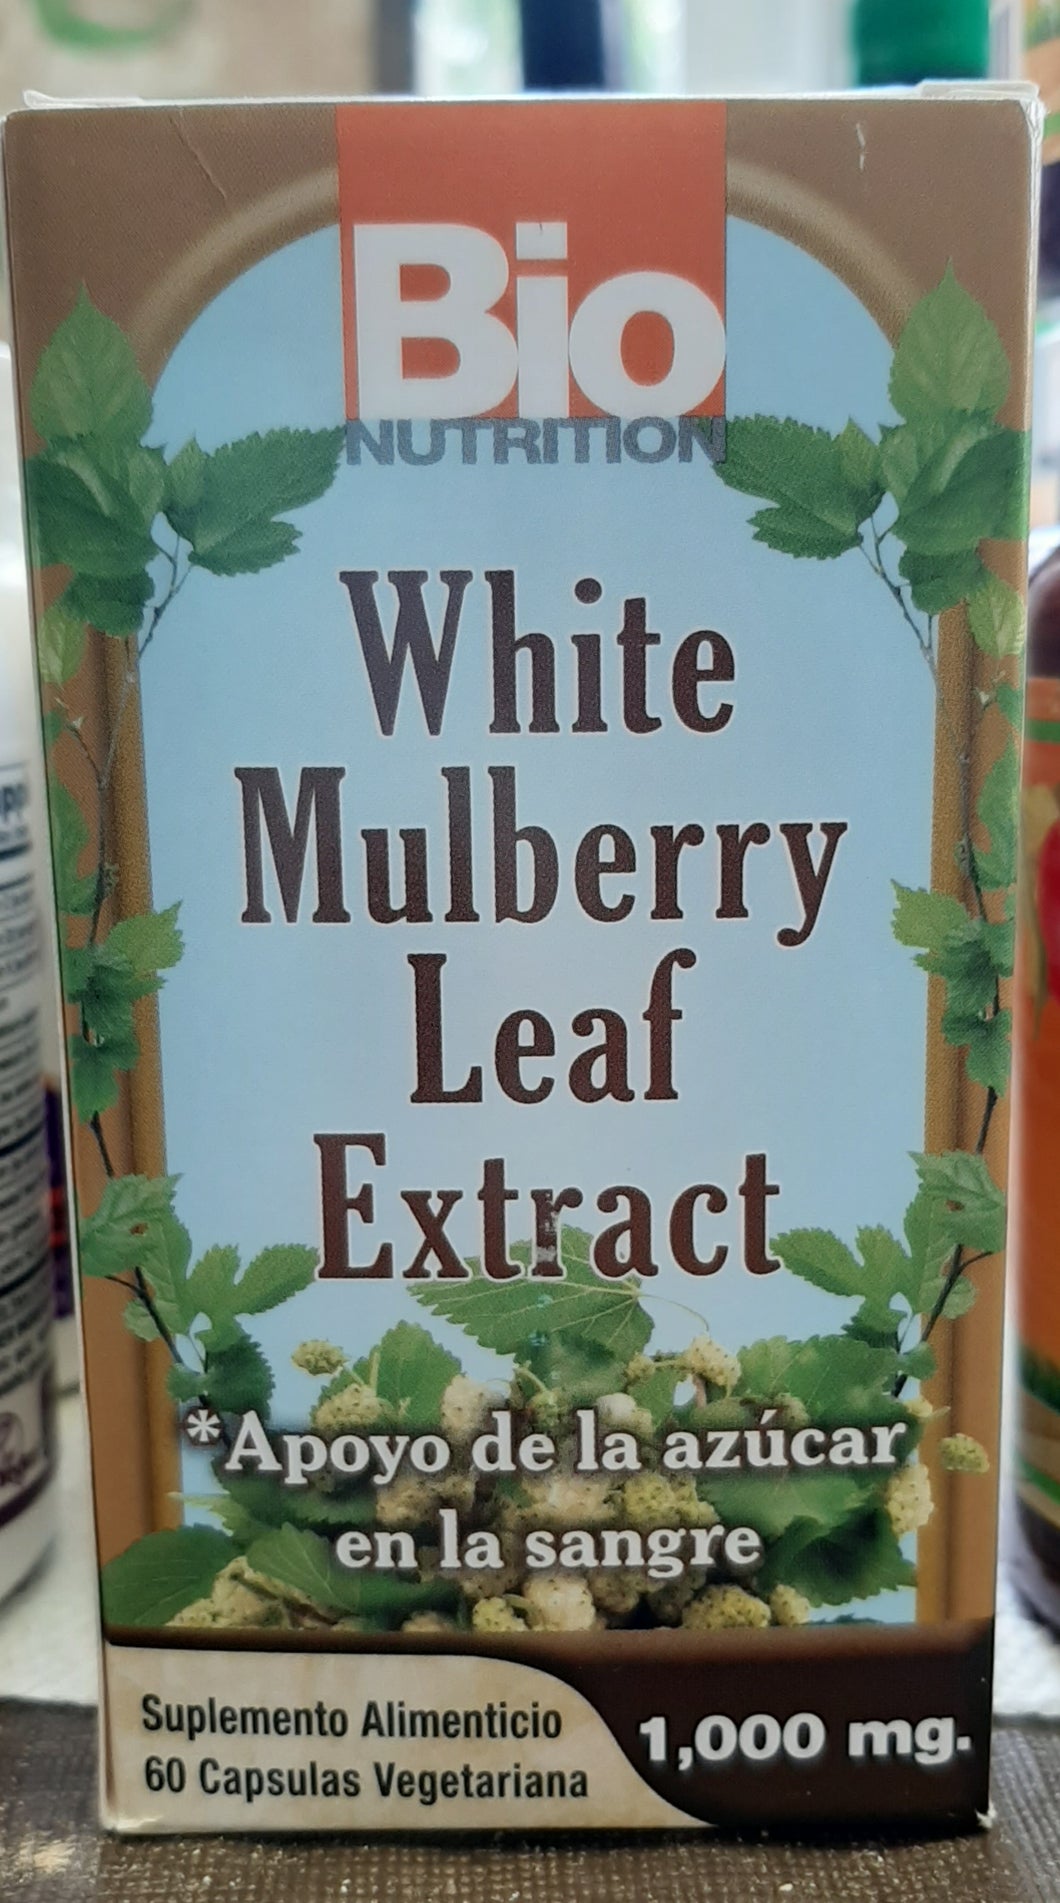 Bio
NUTRITION
White
Mulberry
Leaf
Extract
*Apoyo de la azúcar
en la sangre
Suplemento Alimenticio
60 Capsulas Vegetariana
1,000 mg.